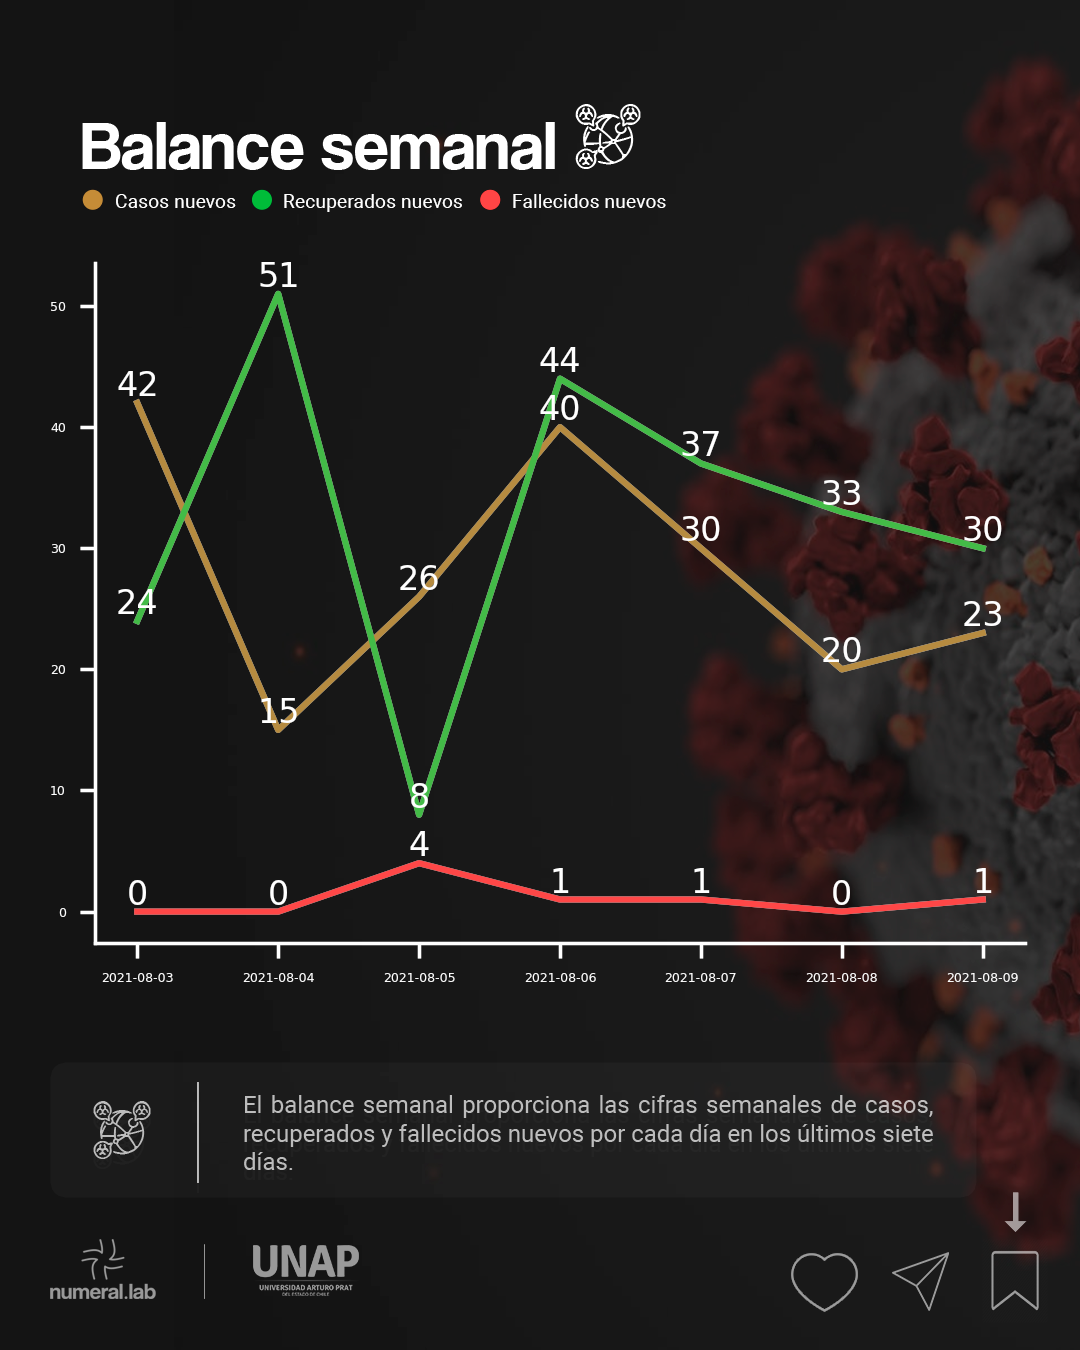 Balance semanal
Casos nuevos Recuperados nuevos Fallecidos nuevos
51
50
44
42
40
40
37
33
30
30
30
26
24
23
20
20
15
10
8
4
1
1
1
0
0
0
0
2021-08-03 2021-08-04 2021-08-05 2021-08-06 2021-08-07 2021-08-08 2021-08-09
El balance semanal proporciona las cifras semanales de casos,
recuperados y fallecidos nuevos por cada día en los últimos siete
días.
numeral.lab
UNAP
UNIVERSIDAD ARTURO PRAT
DEL ESTADO DE CHILE